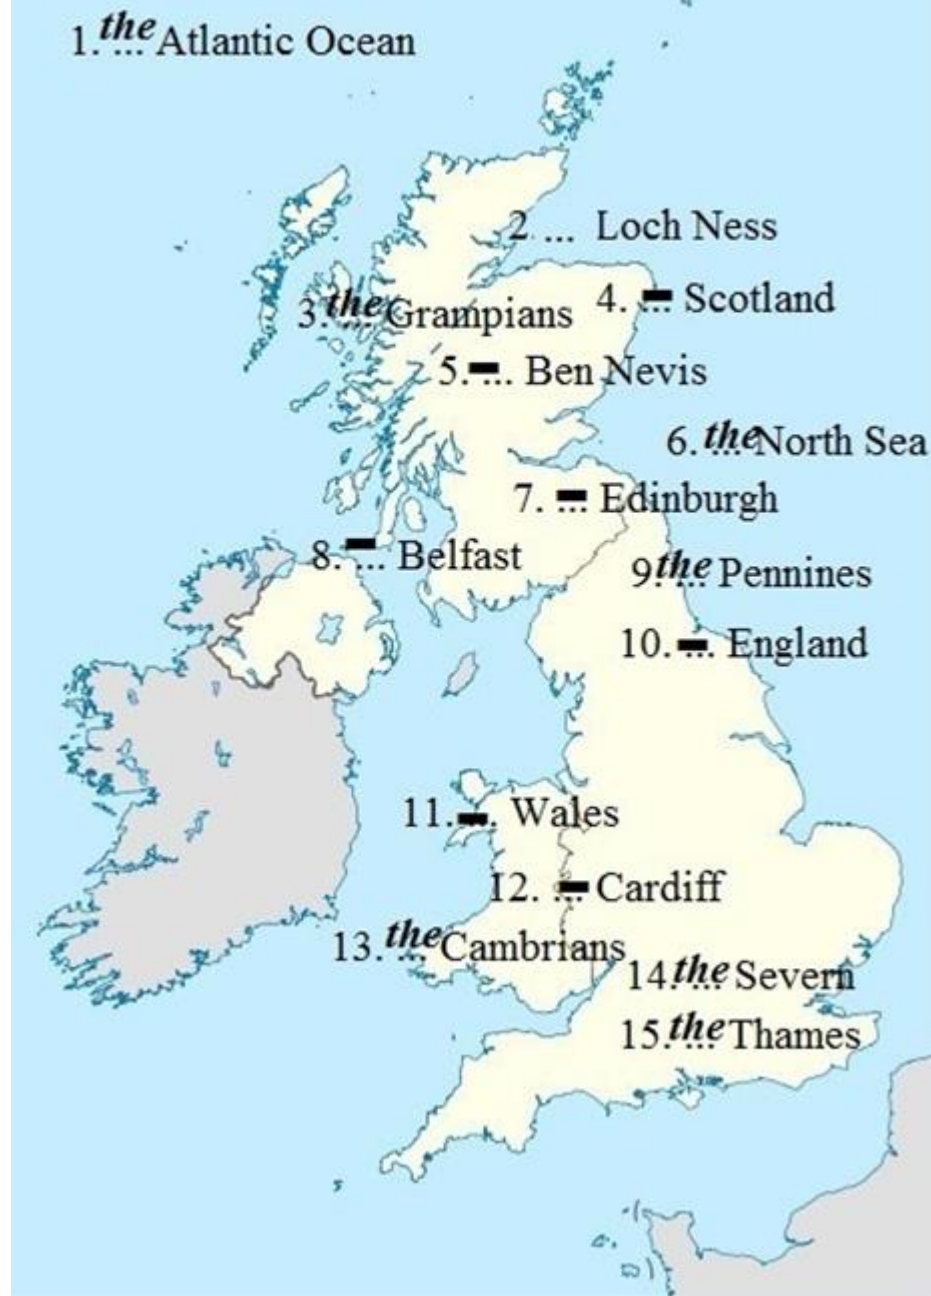 1. the ... Atlantic Ocean
2 ... Loch Ness
3. the ... Grampians
4. – ... Scotland
5. – ... Ben Nevis
6. the ... North Sea
7. – ... Edinburgh
8. – ... Belfast
9. the ... Pennines
10. – ... England
11. – ... Wales
12. – ... Cardiff
13. the ... Cambrians
14. the ... Severn
15. the ... Thames